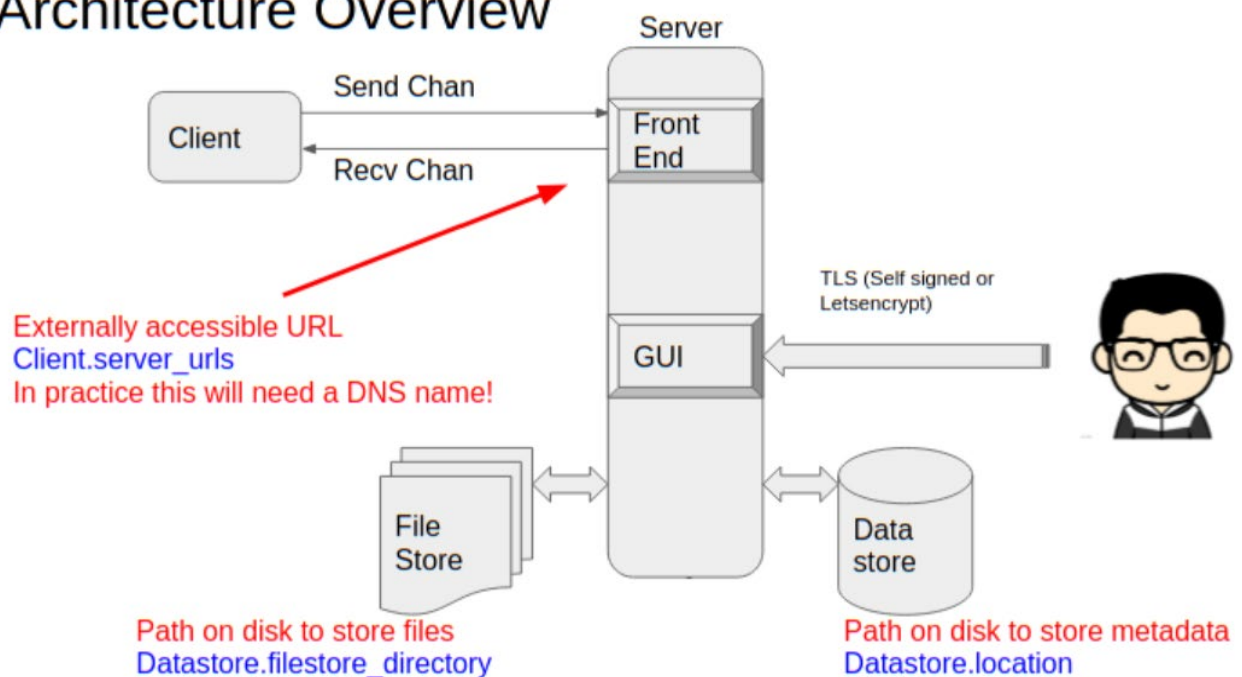 Architecture Overview
Server
Send Chan
Client
Front
End
Recv Chan
TLS (Self signed or
Letsencrypt)
Externally accessible URL
Client.server_urls
In practice this will need a DNS name!
GUI
File
Store
Data
store
Path on disk to store files
Datastore.filestore_directory
Path on disk to store metadata
Datastore.location